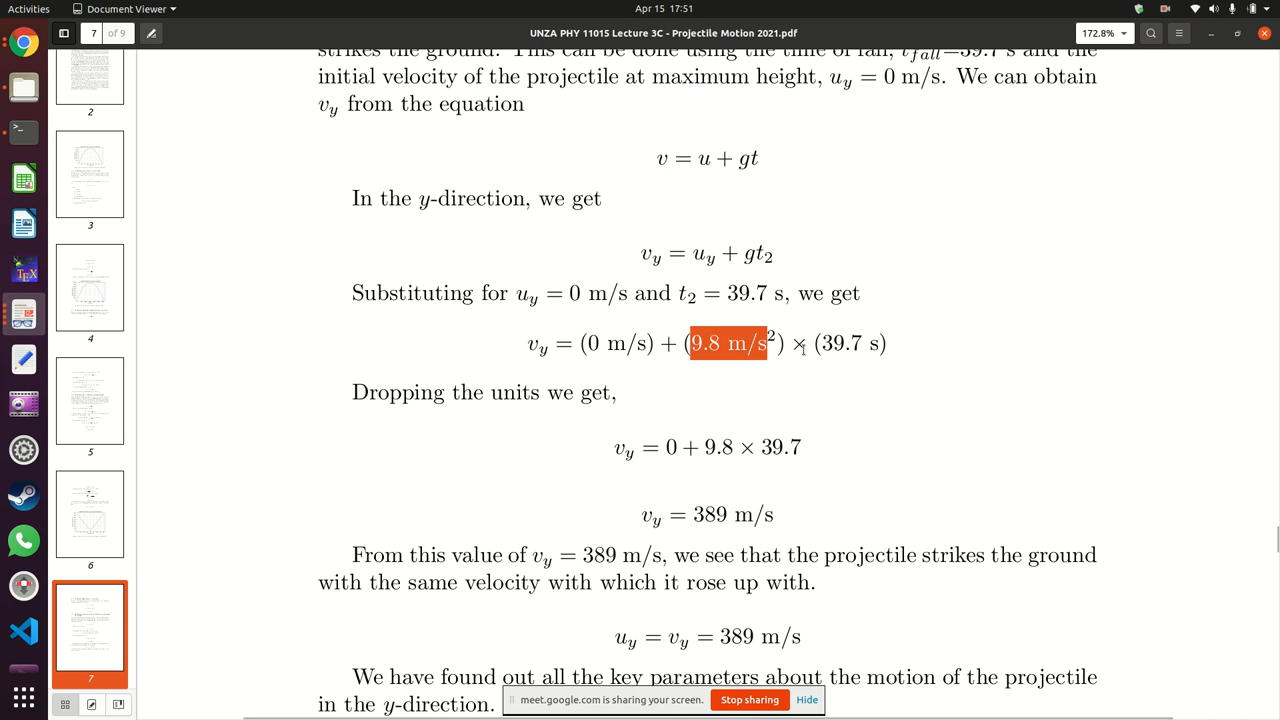 Activities
Document Viewer
Apr 15 17:51
7 of 9
UNZA PHY 11015 Lecture 3C - Projectile Motion 2021.pdf
172.8%
initial velocity of the projectile at maximum height, u_y = 0 m/s. We can obtain
v_y from the equation
v = u + gt
In the y-direction, we get
v_y = u_y + gt_2
Substituting for u_y = 0 m/s and t_2 = 39.7 s, we get
v_y = (0 m/s) + (9.8 m/s²) × (39.7 s)
Dropping the units we get,
v_y = 0 + 9.8 × 39.7
v_y = 389 m/s
From this value of v_y = 389 m/s, we see that the projectile strikes the ground
with the same velocity with which it rose up with.
u_y = v_y = 389 m/s
We have found out all the key parameters about the motion of the projectile
in the y-direction.
meet.google.com is sharing your screen.
Stop sharing
Hide
2
3
4
5
6
7